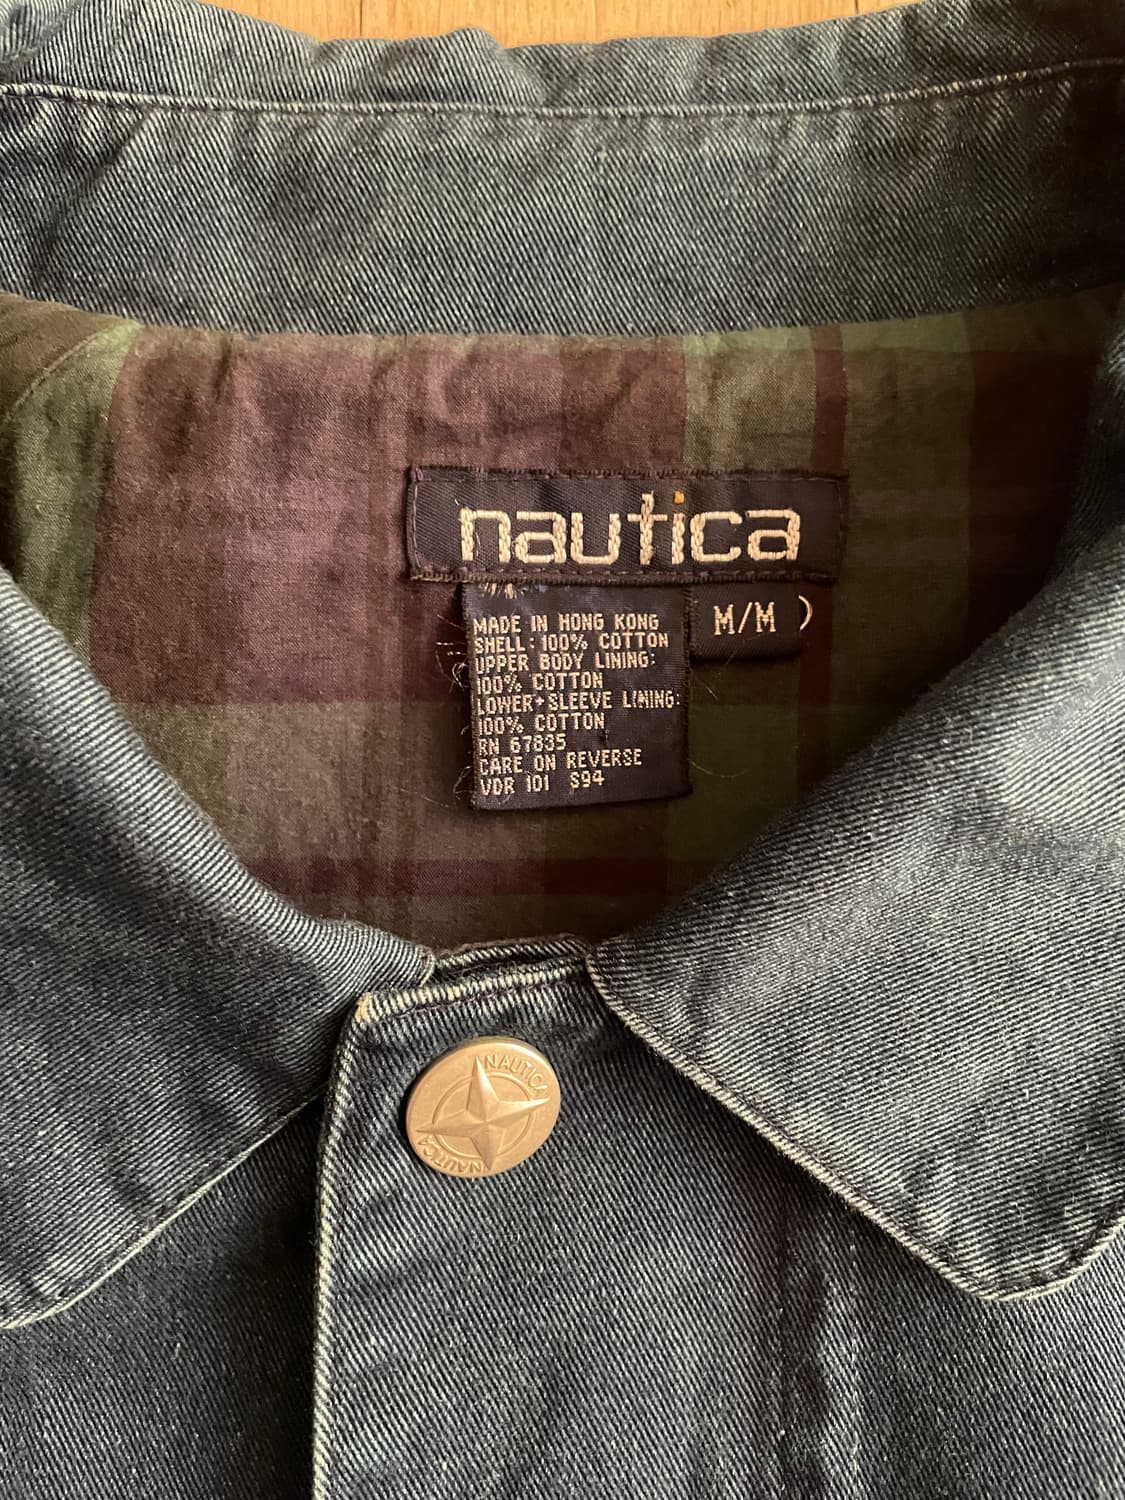 nautica
M/M
MADE IN HONG KONG
SHELL: 100% COTTON
UPPER BODY LINING:
100% COTTON
LOWER+SLEEVE LINING:
100% COTTON
RN 67835
CARE ON REVERSE
VDR 101 S94
NAUTICA
NAUTICA